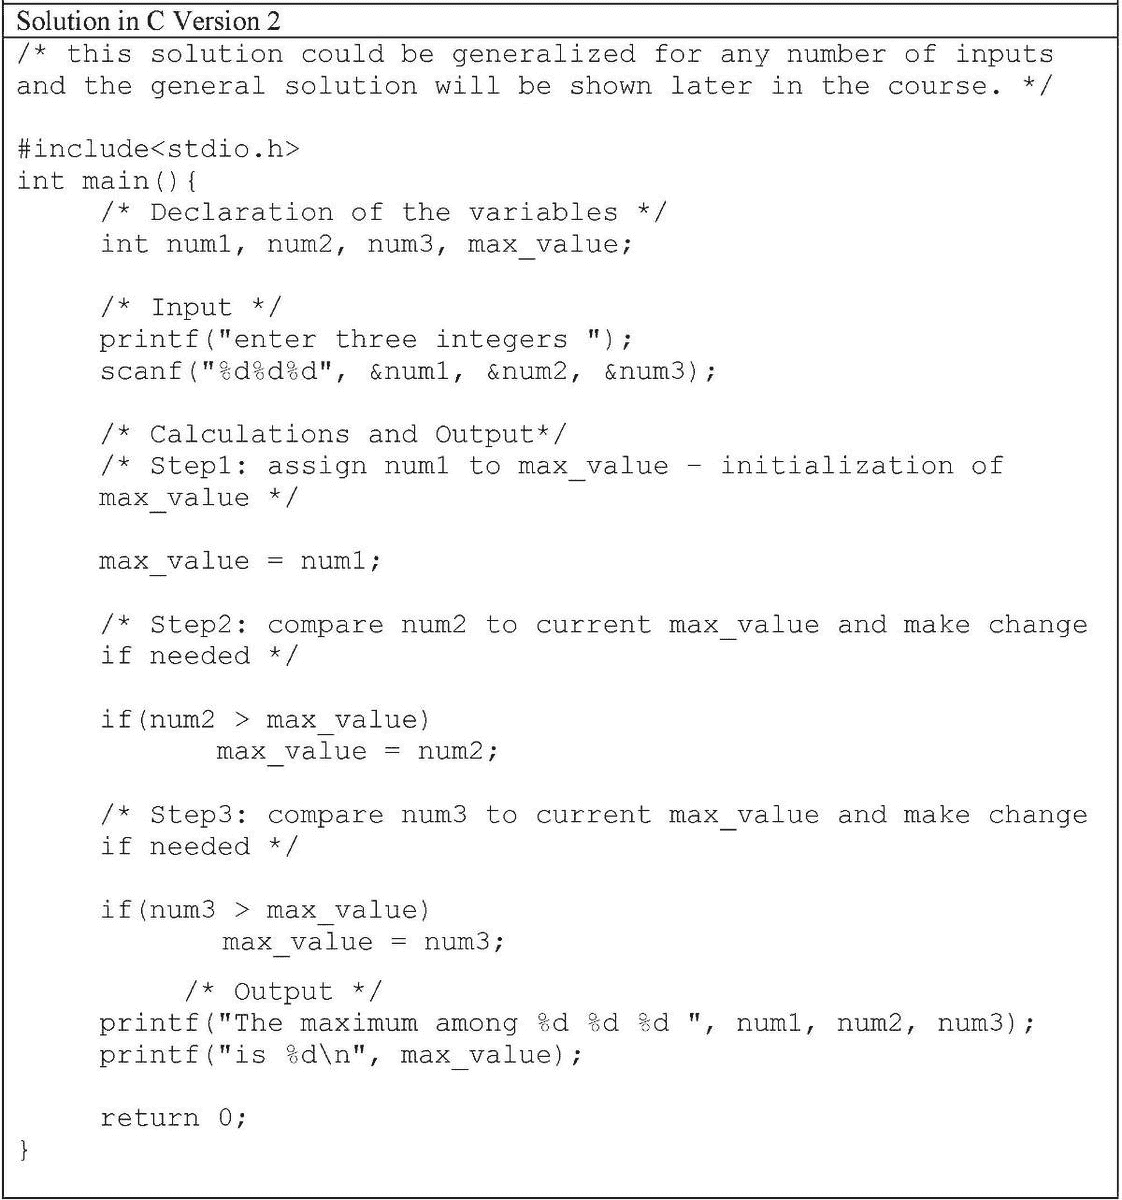 Solution in C Version 2
/* this solution could be generalized for any number of inputs
and the general solution will be shown later in the course. */
#include<stdio.h>
int main(){
/* Declaration of the variables */
int num1, num2, num3, max_value;
/* Input */
printf("enter three integers ");
scanf("%d%d%d", &num1, &num2, &num3);
/* Calculations and Output*/
/* Step1: assign num1 to max_value – initialization of
max_value */
max_value = num1;
/* Step2: compare num2 to current max_value and make change
if needed */
if(num2 > max_value)
max_value = num2;
/* Step3: compare num3 to current max_value and make change
if needed */
if(num3 > max_value)
max_value = num3;
/* Output */
printf("The maximum among %d %d %d ", num1, num2, num3);
printf("is %d\n", max_value);
return 0;
}